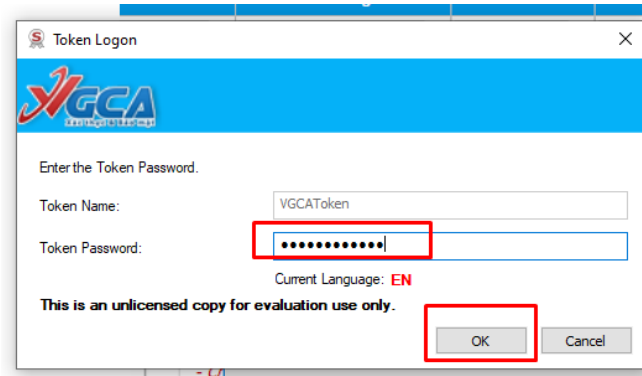 Token Logon
VGCA
Enter the Token Password.
Token Name:
VGCAToken
Token Password:
●●●●●●●●●●●●
Current Language: EN
This is an unlicensed copy for evaluation use only.
OK
Cancel